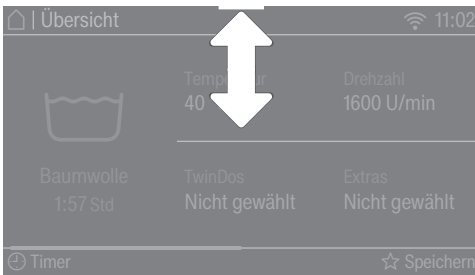 | Übersicht 11:02
Drehzahl
40 1600 U/min
Baumwolle TwinDos Extras
1:57 Std Nicht gewählt Nicht gewählt
Timer Speichern